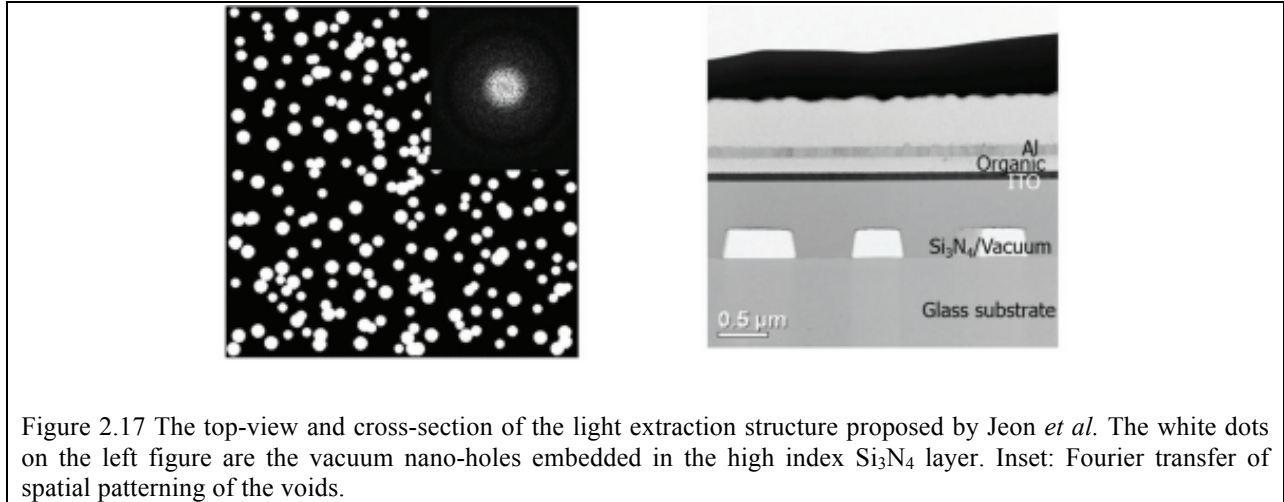 Al
Organic
ITO
Si₃N₄/Vacuum
Glass substrate
0.5 µm
Figure 2.17 The top-view and cross-section of the light extraction structure proposed by Jeon et al. The white dots
on the left figure are the vacuum nano-holes embedded in the high index Si₃N₄ layer. Inset: Fourier transfer of
spatial patterning of the voids.